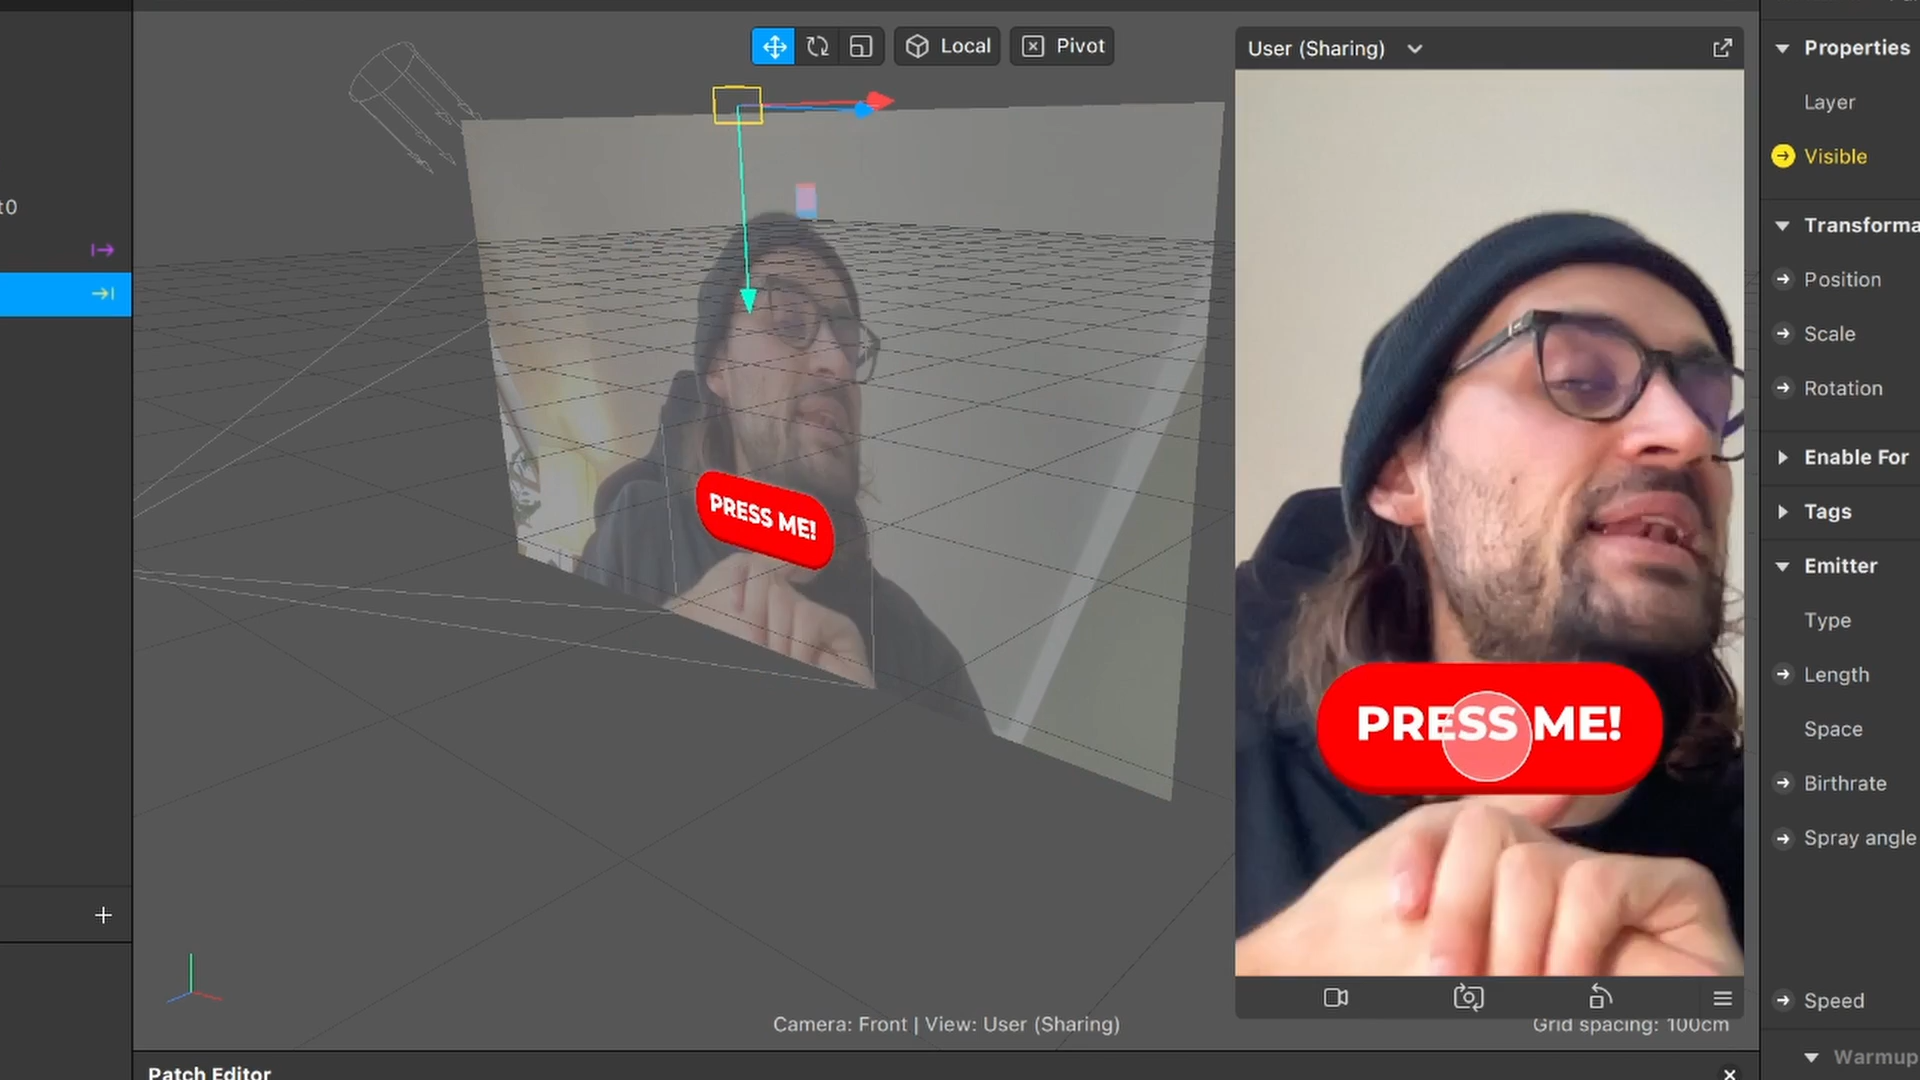 Local
Pivot
User (Sharing)
Properties
Layer
Visible
t0
Transforma
Position
Scale
Rotation
Enable For
Tags
Emitter
Type
Length
Space
Birthrate
Spray angle
Speed
Warmup
PRESS ME!
PRESS ME!
Camera: Front | View: User (Sharing)
Grid spacing: 100cm
Patch Editor